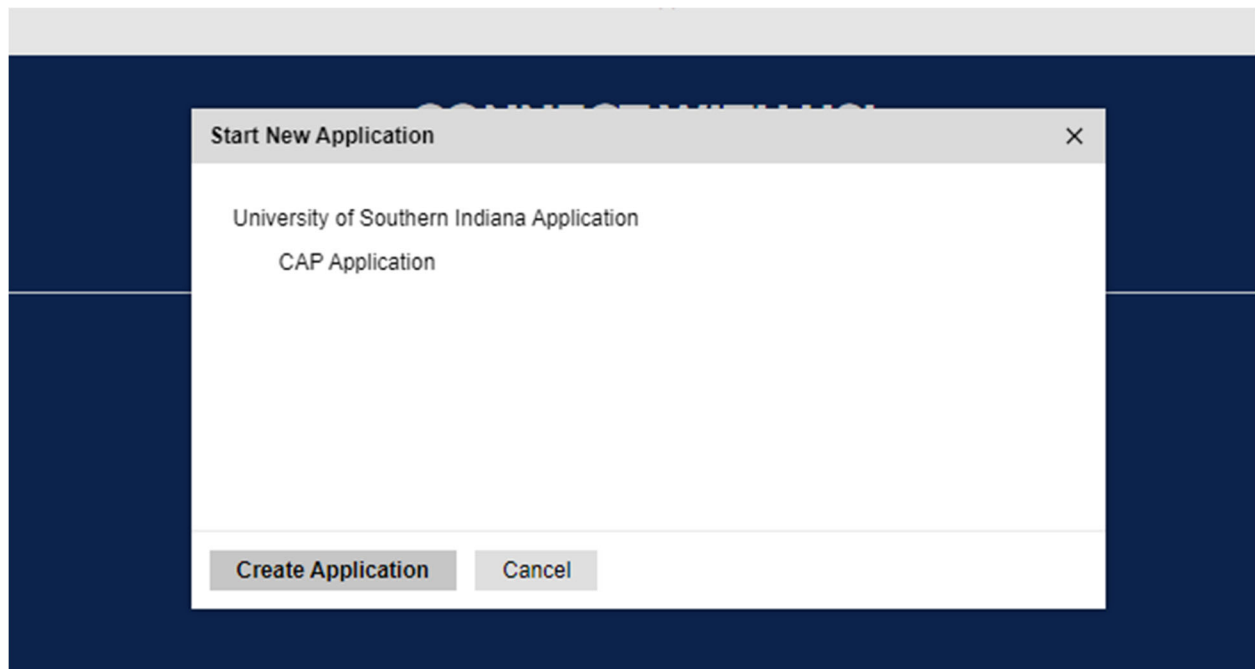 Start New Application
University of Southern Indiana Application
CAP Application
Create Application Cancel